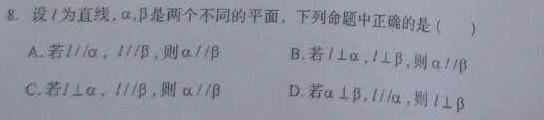 8. 设l为直线,α,β是两个不同的平面, 下列命题中正确的是 (  )
A. 若l//α, l//β, 则α//β  B. 若l⊥α, l⊥β, 则α//β
C. 若l⊥α, l//β, 则α//β  D. 若α⊥β, l//α, 则l⊥β